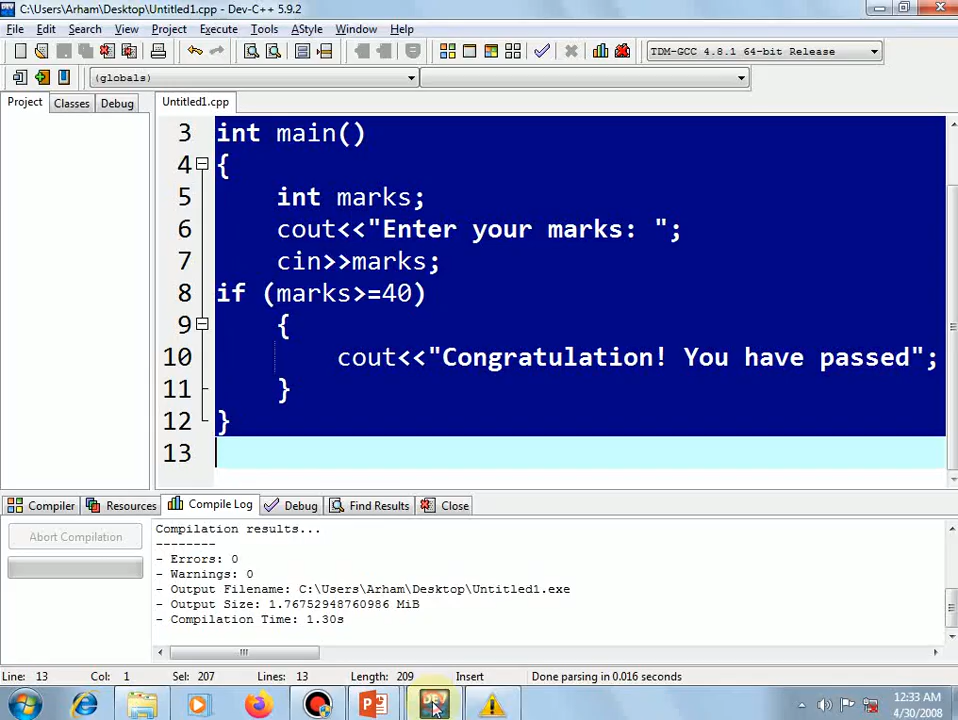 C:\Users\Arham\Desktop\Untitled1.cpp - Dev-C++ 5.9.2
File Edit Search View Project Execute Tools AStyle Window Help
TDM-GCC 4.8.1 64-bit Release
(globals)
Project Classes Debug Untitled1.cpp
3 int main()
4 {
5 int marks;
6 cout<<"Enter your marks: ";
7 cin>>marks;
8 if (marks>=40)
9 {
10 cout<<"Congratulation! You have passed";
11 }
12 }
13
Compiler Resources Compile Log Debug Find Results Close
Abort Compilation
Compilation results...
--------
- Errors: 0
- Warnings: 0
- Output Filename: C:\Users\Arham\Desktop\Untitled1.exe
- Output Size: 1.76752948760986 MiB
- Compilation Time: 1.30s
Line: 13 Col: 1 Sel: 207 Lines: 13 Length: 209 Insert Done parsing in 0.016 seconds
DEV
12:33 AM
4/30/2008